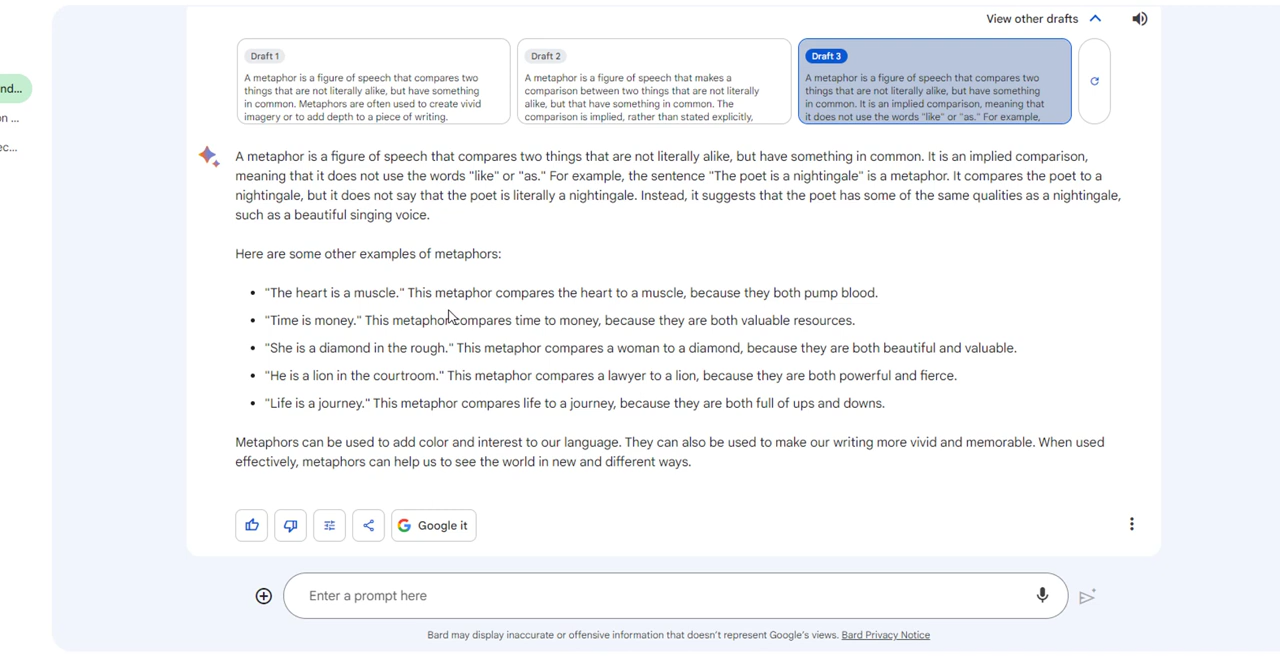 View other drafts
nd...
on ...
ec...
Draft 1
A metaphor is a figure of speech that compares two
things that are not literally alike, but have something
in common. Metaphors are often used to create vivid
imagery or to add depth to a piece of writing.
Draft 2
A metaphor is a figure of speech that makes a
comparison between two things that are not literally
alike, but that have something in common. The
comparison is implied, rather than stated explicitly,
Draft 3
A metaphor is a figure of speech that compares two
things that are not literally alike, but have something
in common. It is an implied comparison, meaning that
it does not use the words "like" or "as." For example,
A metaphor is a figure of speech that compares two things that are not literally alike, but have something in common. It is an implied comparison,
meaning that it does not use the words "like" or "as." For example, the sentence "The poet is a nightingale" is a metaphor. It compares the poet to a
nightingale, but it does not say that the poet is literally a nightingale. Instead, it suggests that the poet has some of the same qualities as a nightingale,
such as a beautiful singing voice.
Here are some other examples of metaphors:
• "The heart is a muscle." This metaphor compares the heart to a muscle, because they both pump blood.
• "Time is money." This metaphor compares time to money, because they are both valuable resources.
• "She is a diamond in the rough." This metaphor compares a woman to a diamond, because they are both beautiful and valuable.
• "He is a lion in the courtroom." This metaphor compares a lawyer to a lion, because they are both powerful and fierce.
• "Life is a journey." This metaphor compares life to a journey, because they are both full of ups and downs.
Metaphors can be used to add color and interest to our language. They can also be used to make our writing more vivid and memorable. When used
effectively, metaphors can help us to see the world in new and different ways.
Google it
Enter a prompt here
Bard may display inaccurate or offensive information that doesn't represent Google's views. Bard Privacy Notice